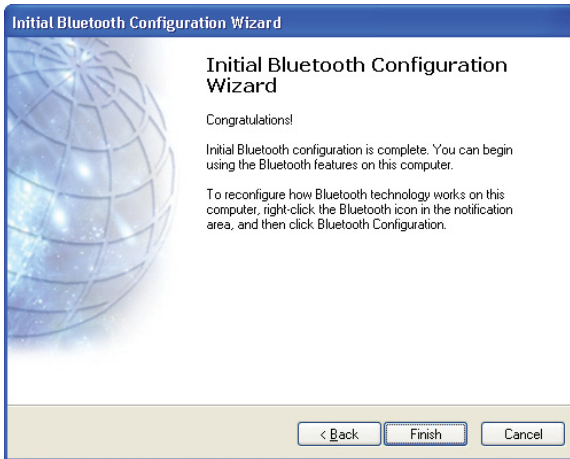 Initial Bluetooth Configuration Wizard
Initial Bluetooth Configuration
Wizard
Congratulations!
Initial Bluetooth configuration is complete. You can begin
using the Bluetooth features on this computer.
To reconfigure how Bluetooth technology works on this
computer, right-click the Bluetooth icon in the notification
area, and then click Bluetooth Configuration.
< Back
Finish
Cancel